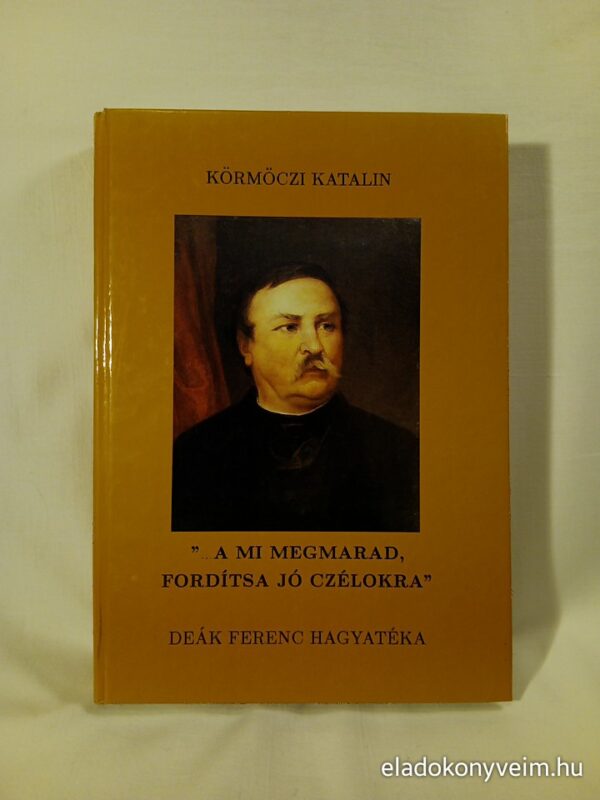 KÖRMÖCZI KATALIN
"...A MI MEGMARAD,
FORDÍTSA JÓ CZÉLOKRA"
DEÁK FERENC HAGYATÉKA
eladokonyveim.hu